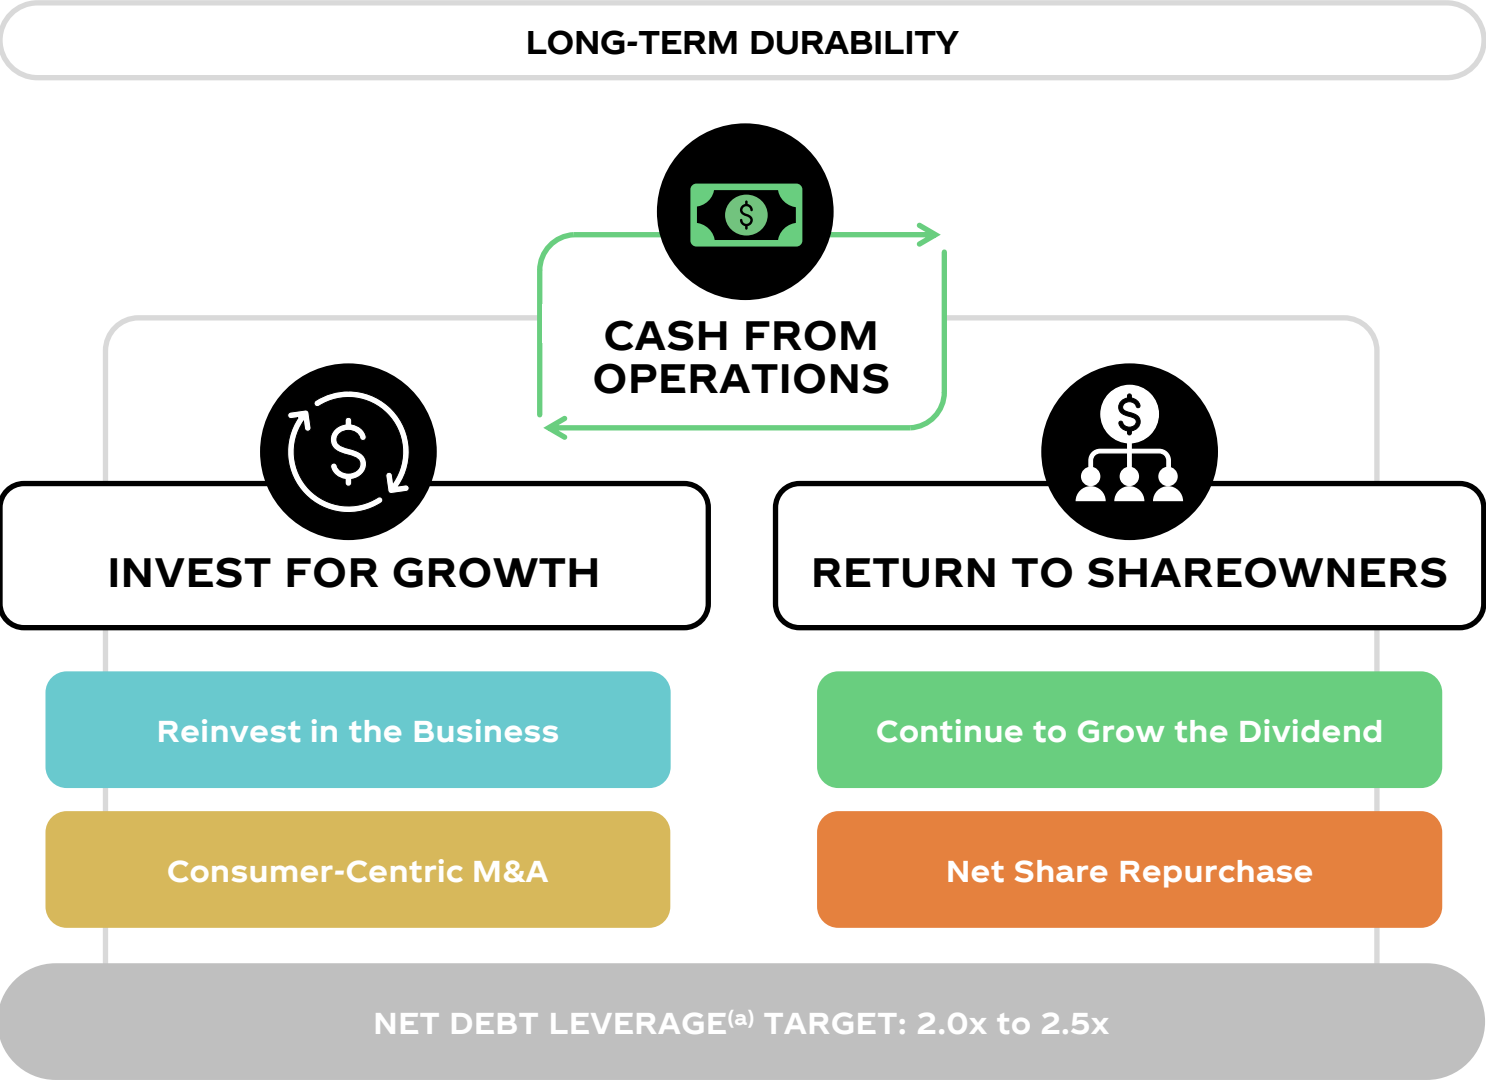 LONG-TERM DURABILITY
$
CASH FROM
OPERATIONS
$
INVEST FOR GROWTH
$
RETURN TO SHAREOWNERS
Reinvest in the Business
Continue to Grow the Dividend
Consumer-Centric M&A
Net Share Repurchase
NET DEBT LEVERAGE(a) TARGET: 2.0x to 2.5x